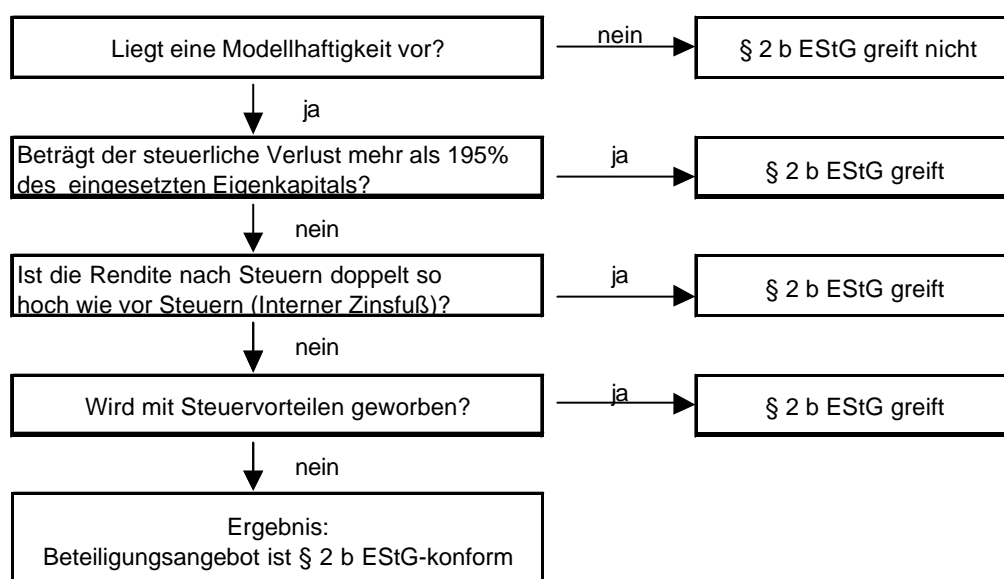 Liegt eine Modellhaftigkeit vor?
nein
§ 2 b EStG greift nicht
ja
Beträgt der steuerliche Verlust mehr als 195%
des eingesetzten Eigenkapitals?
ja
§ 2 b EStG greift
nein
Ist die Rendite nach Steuern doppelt so
hoch wie vor Steuern (Interner Zinsfuß)?
ja
§ 2 b EStG greift
nein
Wird mit Steuervorteilen geworben?
ja
§ 2 b EStG greift
nein
Ergebnis:
Beteiligungsangebot ist § 2 b EStG-konform